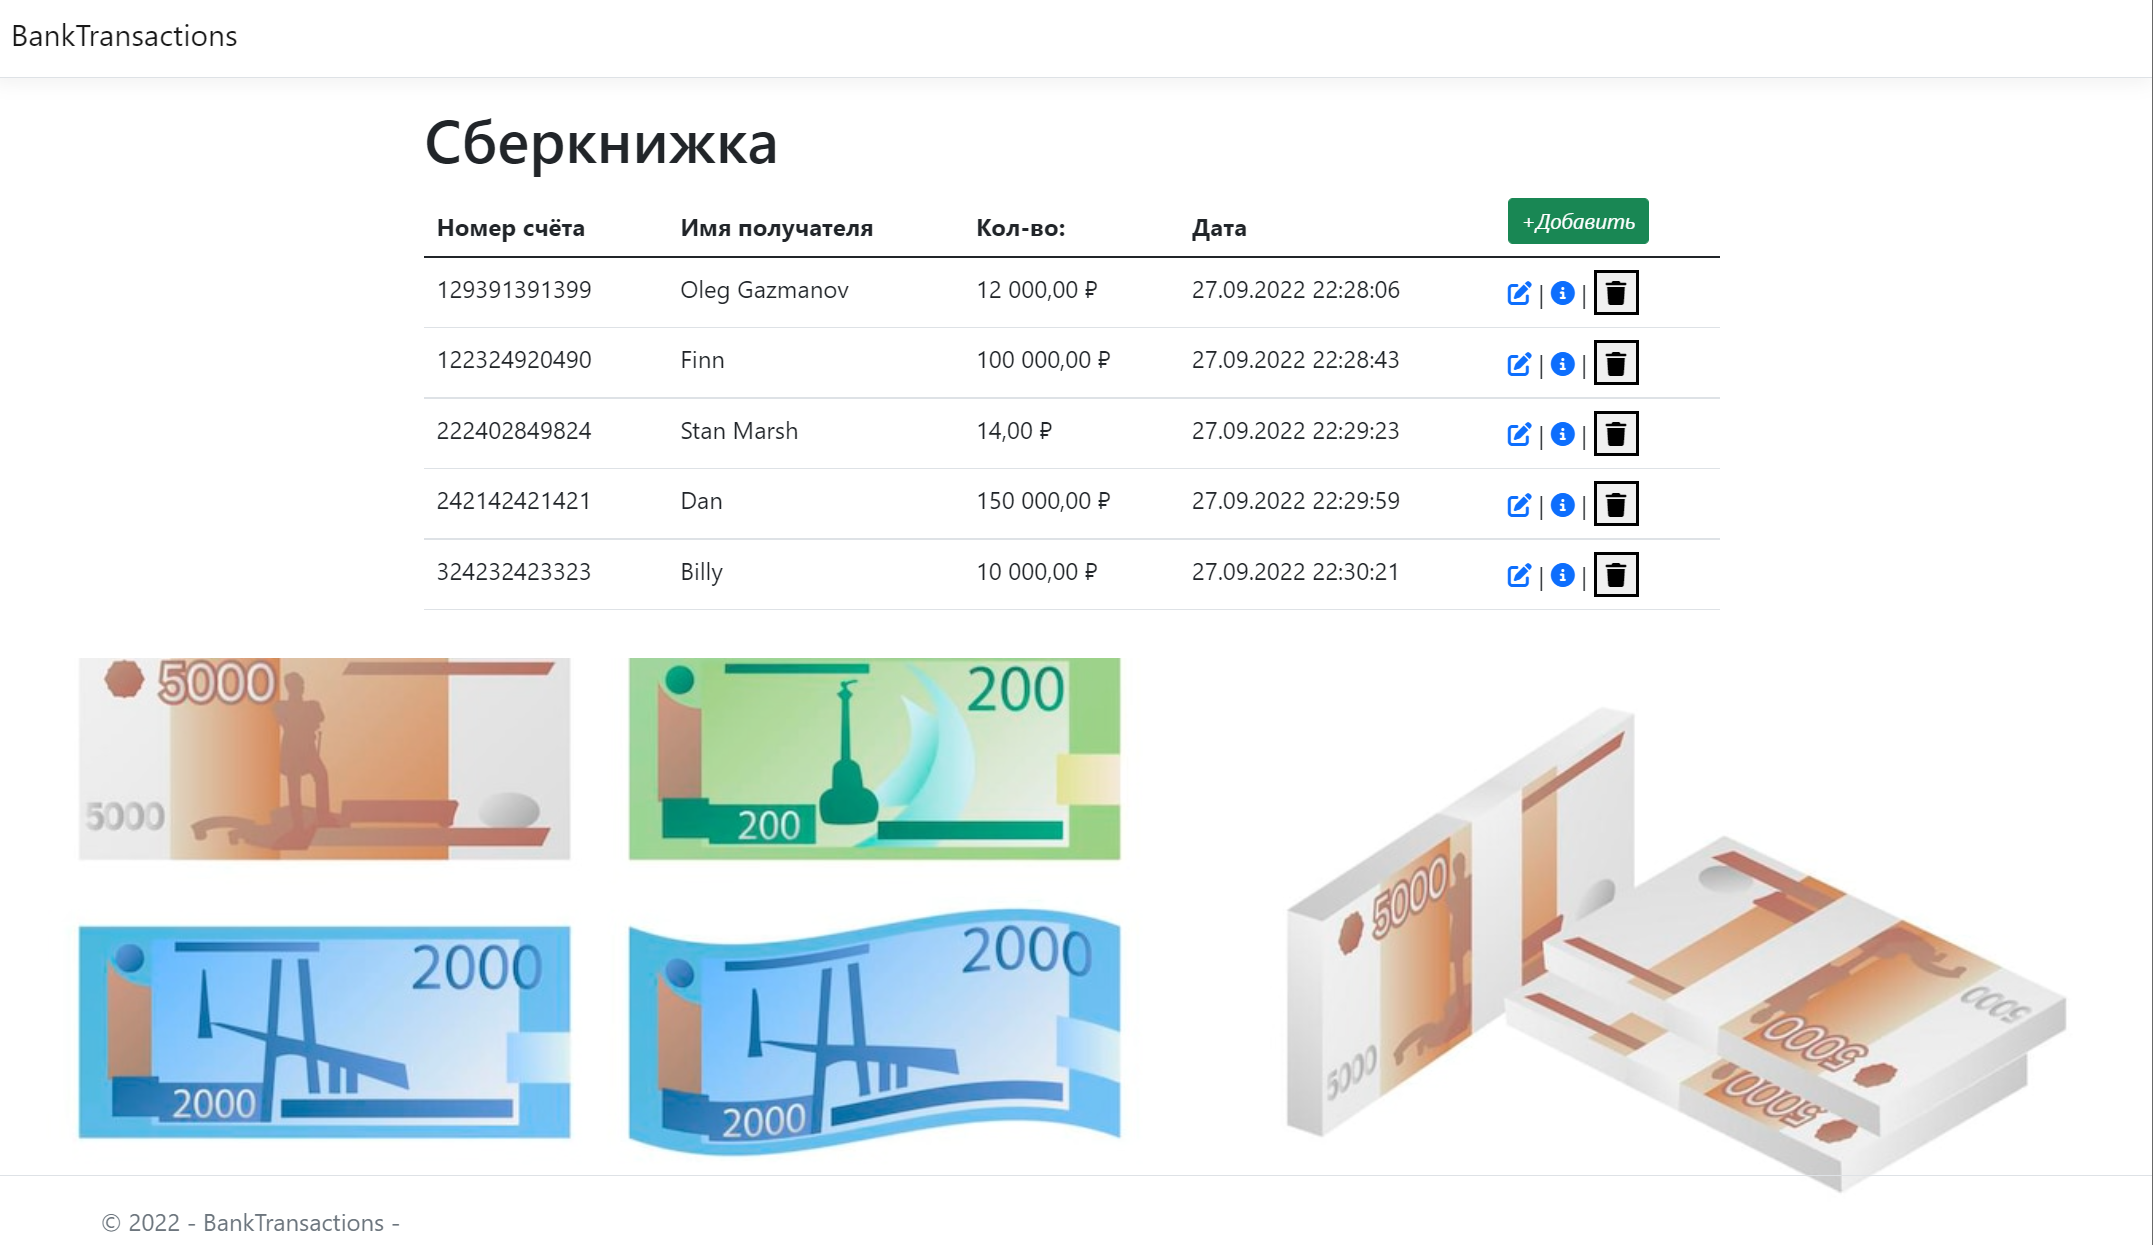 BankTransactions
Сберкнижка
Номер счёта Имя получателя Кол-во: Дата +Добавить
129391391399 Oleg Gazmanov 12 000,00 ₽ 27.09.2022 22:28:06 | |
122324920490 Finn 100 000,00 ₽ 27.09.2022 22:28:43 | |
222402849824 Stan Marsh 14,00 ₽ 27.09.2022 22:29:23 | |
242142421421 Dan 150 000,00 ₽ 27.09.2022 22:29:59 | |
324232423323 Billy 10 000,00 ₽ 27.09.2022 22:30:21 | |
5000
5000
200
200
2000
2000
2000
2000
5000
5000
5000
5000
5000
© 2022 - BankTransactions -